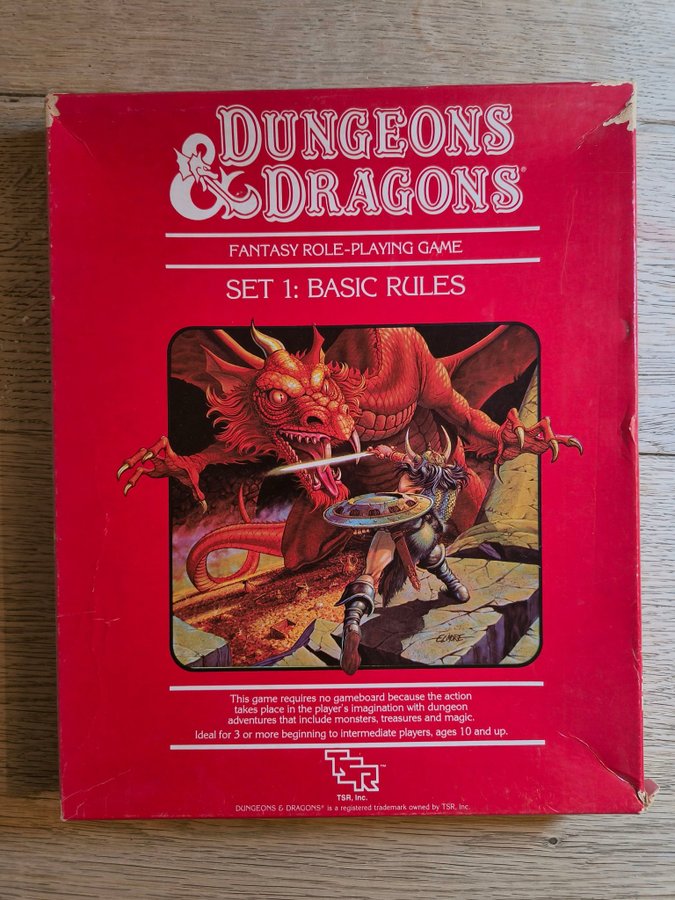 DUNGEONS
& DRAGONS®
FANTASY ROLE-PLAYING GAME
SET 1: BASIC RULES
ELMORE
This game requires no gameboard because the action
takes place in the player's imagination with dungeon
adventures that include monsters, treasures and magic.
Ideal for 3 or more beginning to intermediate players, ages 10 and up.
TSR™
TSR, Inc.
DUNGEONS & DRAGONS® is a registered trademark owned by TSR, Inc.